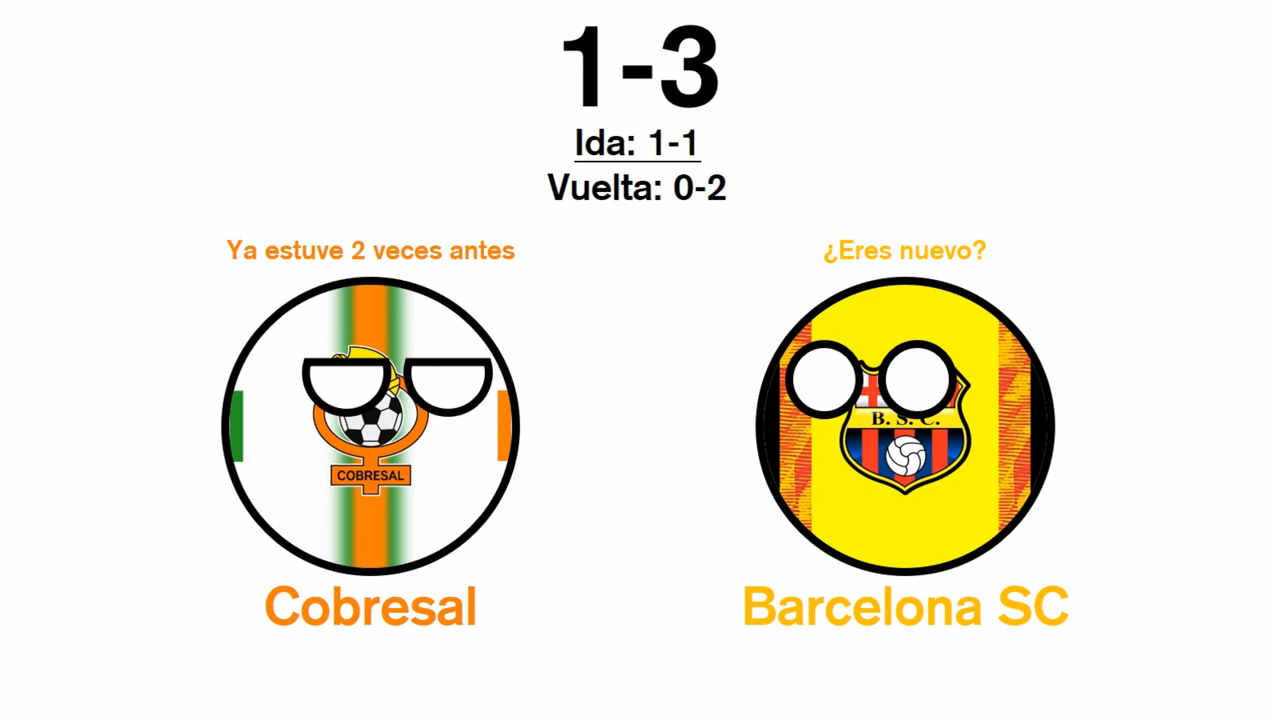 1-3
Ida: 1-1
Vuelta: 0-2
Ya estuve 2 veces antes
¿Eres nuevo?
B. S. C.
COBRESAL
Cobresal
Barcelona SC